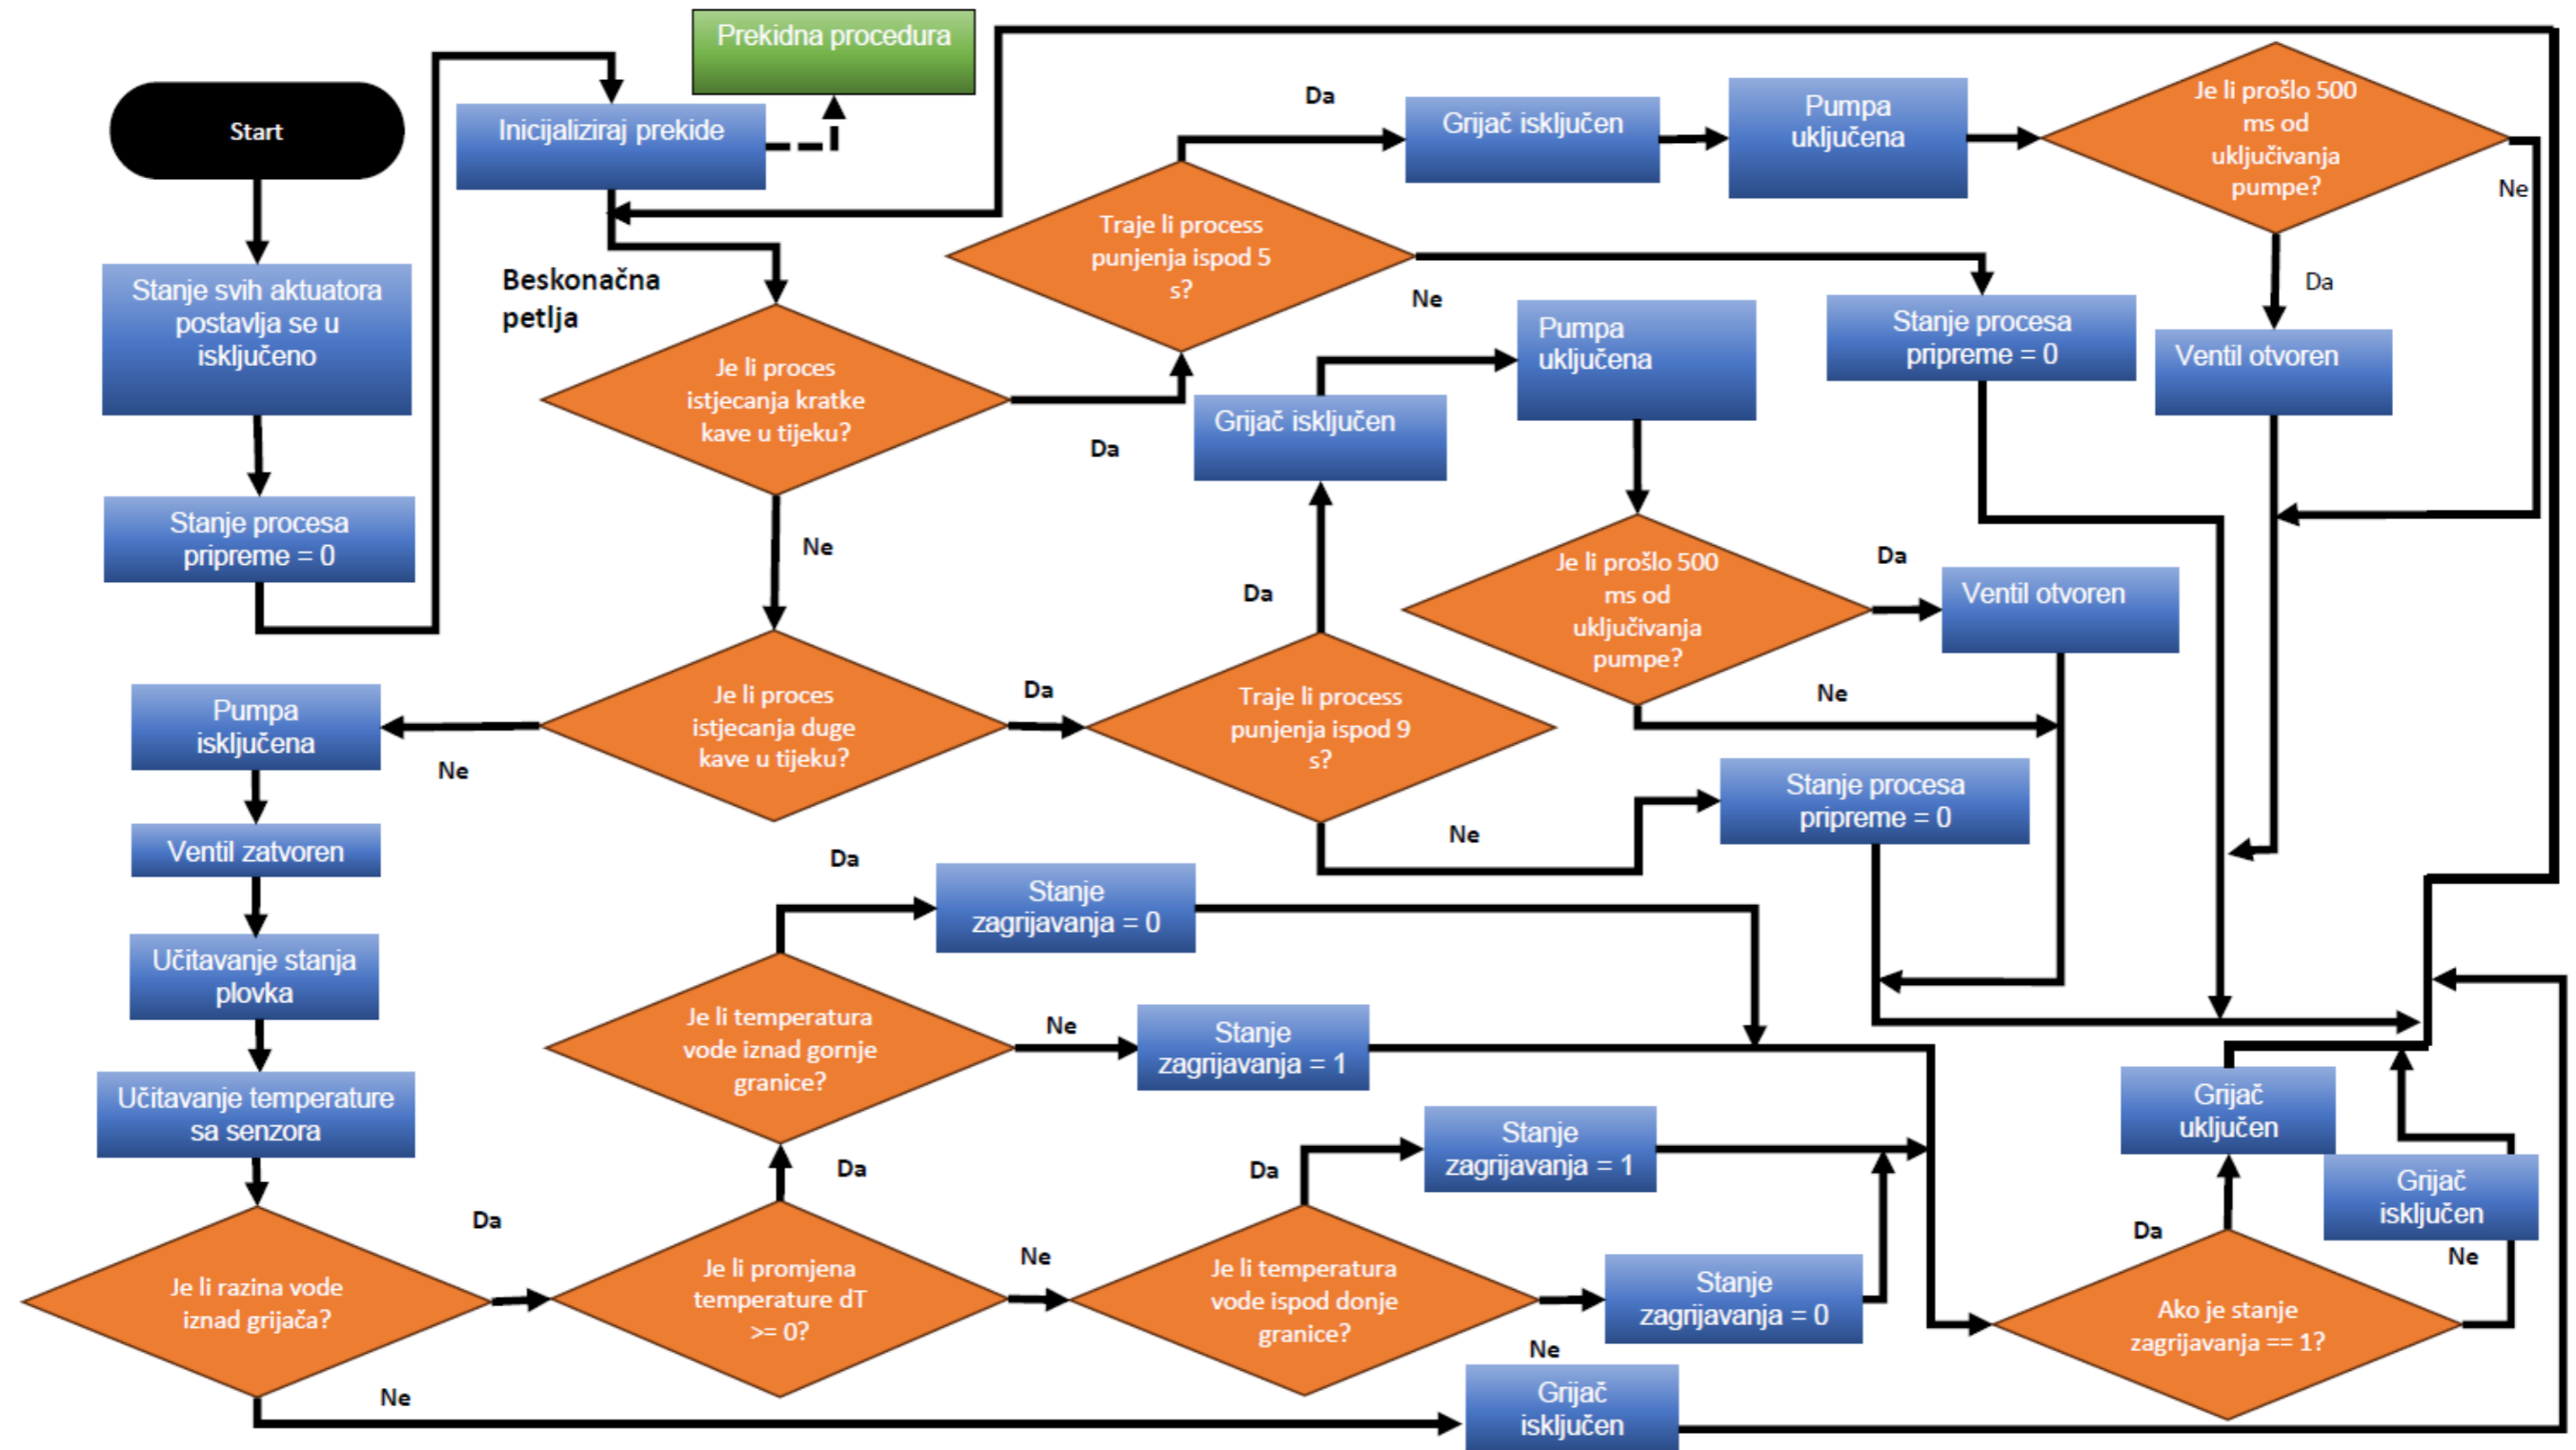 Start
Stanje svih aktuatora
postavlja se u
isključeno
Stanje procesa
pripreme = 0
Inicijaliziraj prekide
Prekidna procedura
Beskonačna
petlja
Je li proces
istjecanja kratke
kave u tijeku?
Da
Ne
Traje li process
punjenja ispod 5
s?
Da
Ne
Grijač isključen
Pumpa
uključena
Je li prošlo 500
ms od
uključivanja
pumpe?
Ne
Da
Ventil otvoren
Stanje procesa
pripreme = 0
Je li proces
istjecanja duge
kave u tijeku?
Da
Ne
Traje li process
punjenja ispod 9
s?
Da
Ne
Grijač isključen
Pumpa
uključena
Je li prošlo 500
ms od
uključivanja
pumpe?
Da
Ne
Ventil otvoren
Stanje procesa
pripreme = 0
Pumpa
isključena
Ventil zatvoren
Učitavanje stanja
plovka
Učitavanje temperature
sa senzora
Je li razina vode
iznad grijača?
Da
Ne
Je li promjena
temperature dT
>= 0?
Da
Ne
Je li temperatura
vode iznad gornje
granice?
Da
Ne
Stanje
zagrijavanja = 0
Stanje
zagrijavanja = 1
Je li temperatura
vode ispod donje
granice?
Da
Ne
Stanje
zagrijavanja = 1
Stanje
zagrijavanja = 0
Grijač
isključen
Ako je stanje
zagrijavanja == 1?
Da
Ne
Grijač
uključen
Grijač
isključen